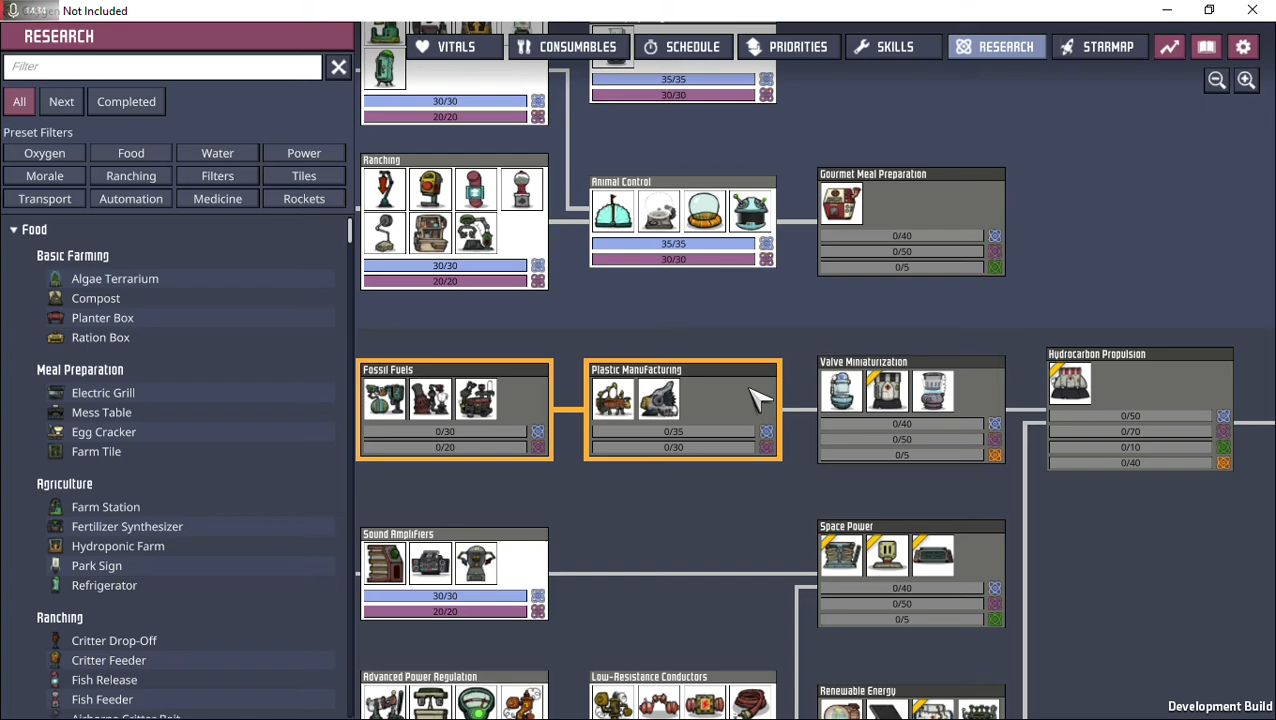 Not Included
RESEARCH
VITALS
CONSUMABLES
SCHEDULE
PRIORITIES
SKILLS
RESEARCH
STARMAP
Filter
All
Next
Completed
Preset Filters
Oxygen
Food
Water
Power
Morale
Ranching
Filters
Tiles
Transport
Automation
Medicine
Rockets
Food
Basic Farming
Algae Terrarium
Compost
Planter Box
Ration Box
Meal Preparation
Electric Grill
Mess Table
Egg Cracker
Farm Tile
Agriculture
Farm Station
Fertilizer Synthesizer
Hydroponic Farm
Park Sign
Refrigerator
Ranching
Critter Drop-Off
Critter Feeder
Fish Release
Fish Feeder
Airborne Critter Bait
30/30
20/20
35/35
30/30
Ranching
30/30
20/20
Animal Control
35/35
30/30
Gourmet Meal Preparation
0/40
0/50
0/5
Fossil Fuels
0/30
0/20
Plastic Manufacturing
0/35
0/30
Valve Miniaturization
0/40
0/50
0/5
Hydrocarbon Propulsion
0/50
0/70
0/10
0/40
Sound Amplifiers
30/30
20/20
Space Power
0/40
0/50
0/5
Advanced Power Regulation
Low-Resistance Conductors
Renewable Energy
Development Build